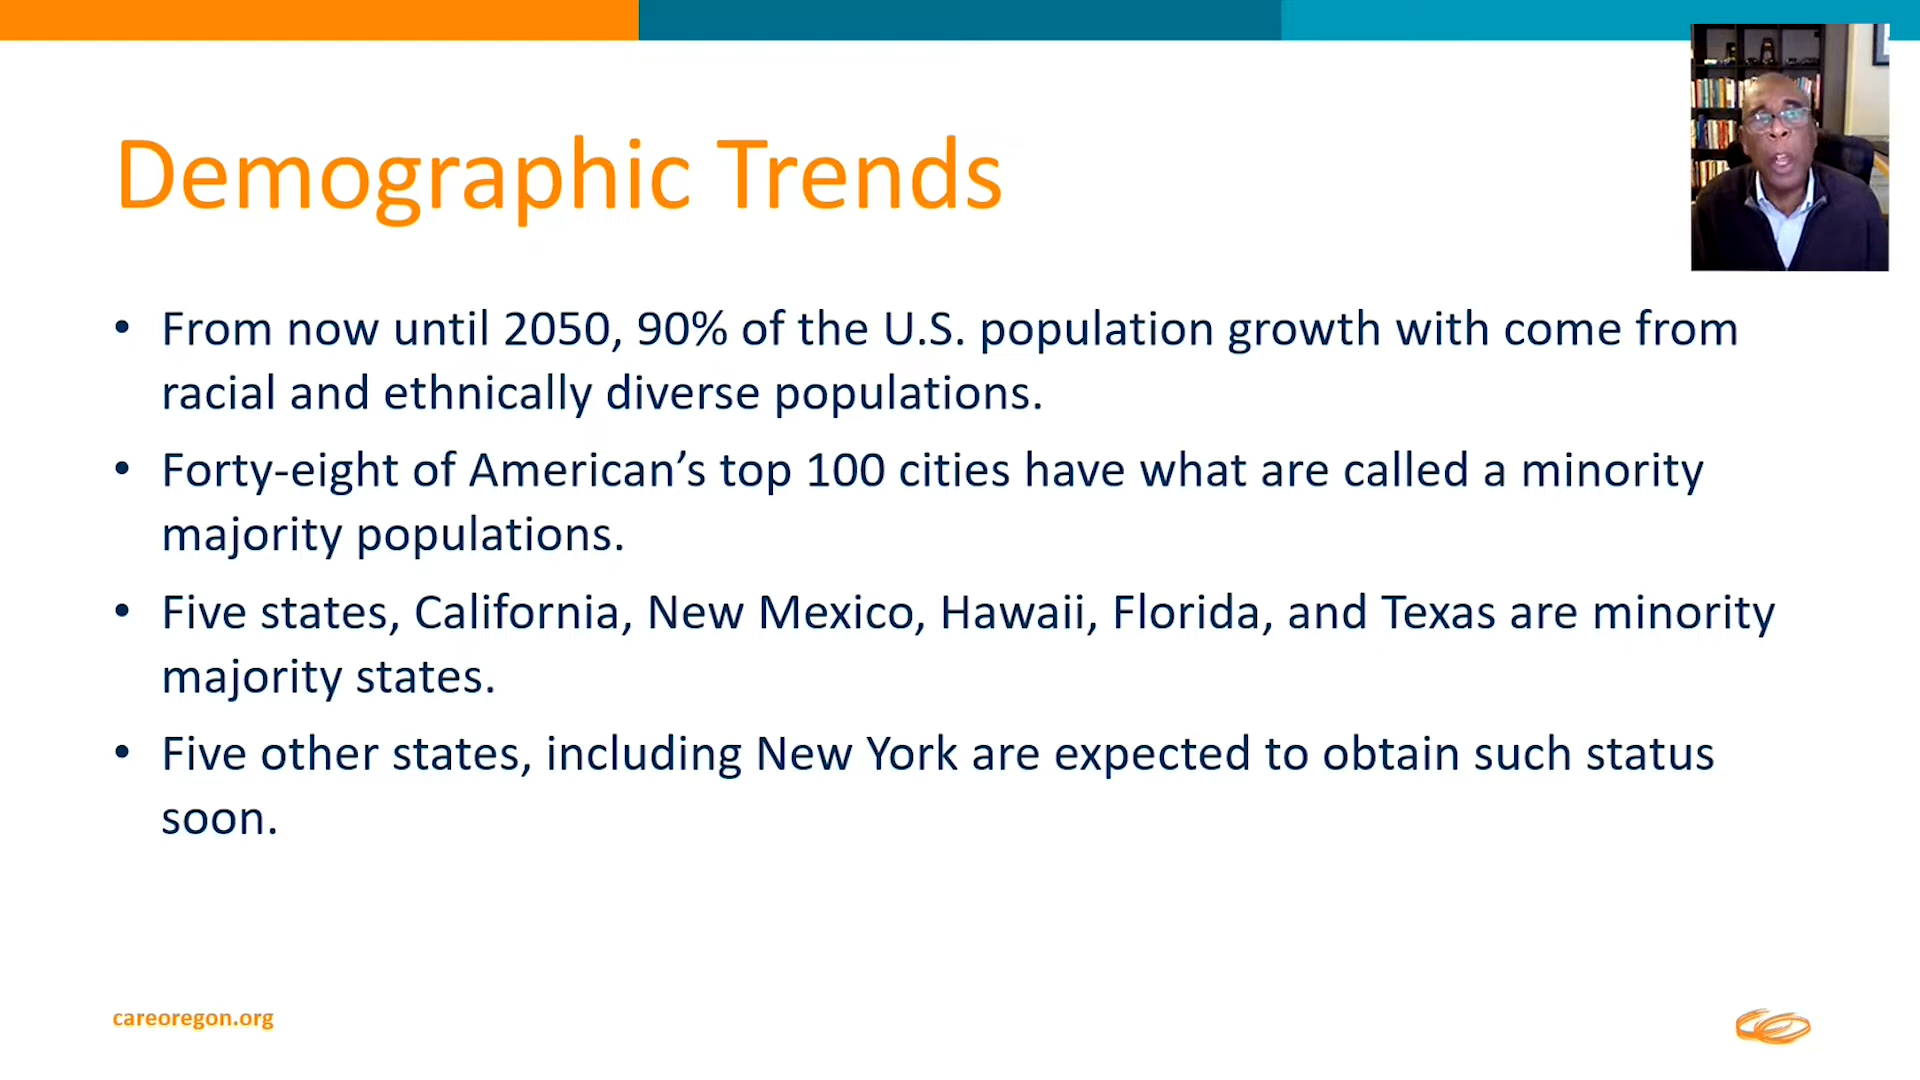 Demographic Trends
• From now until 2050, 90% of the U.S. population growth with come from
racial and ethnically diverse populations.
• Forty-eight of American’s top 100 cities have what are called a minority
majority populations.
• Five states, California, New Mexico, Hawaii, Florida, and Texas are minority
majority states.
• Five other states, including New York are expected to obtain such status
soon.
careoregon.org